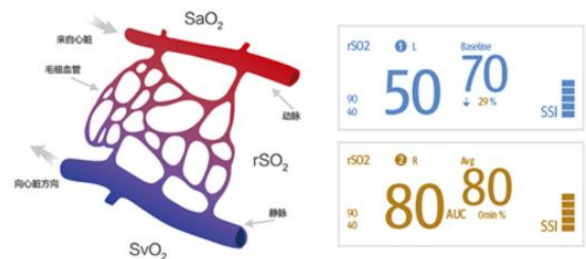 SaO₂
来自心脏
毛细血管
动脉
rSO₂
向心脏方向
静脉
SvO₂
rSO2 1 L Baseline
50 70
↓ 29 %
90
40
SSI
rSO2 2 R Avg
80 80
AUC 0min %
90
40
SSI